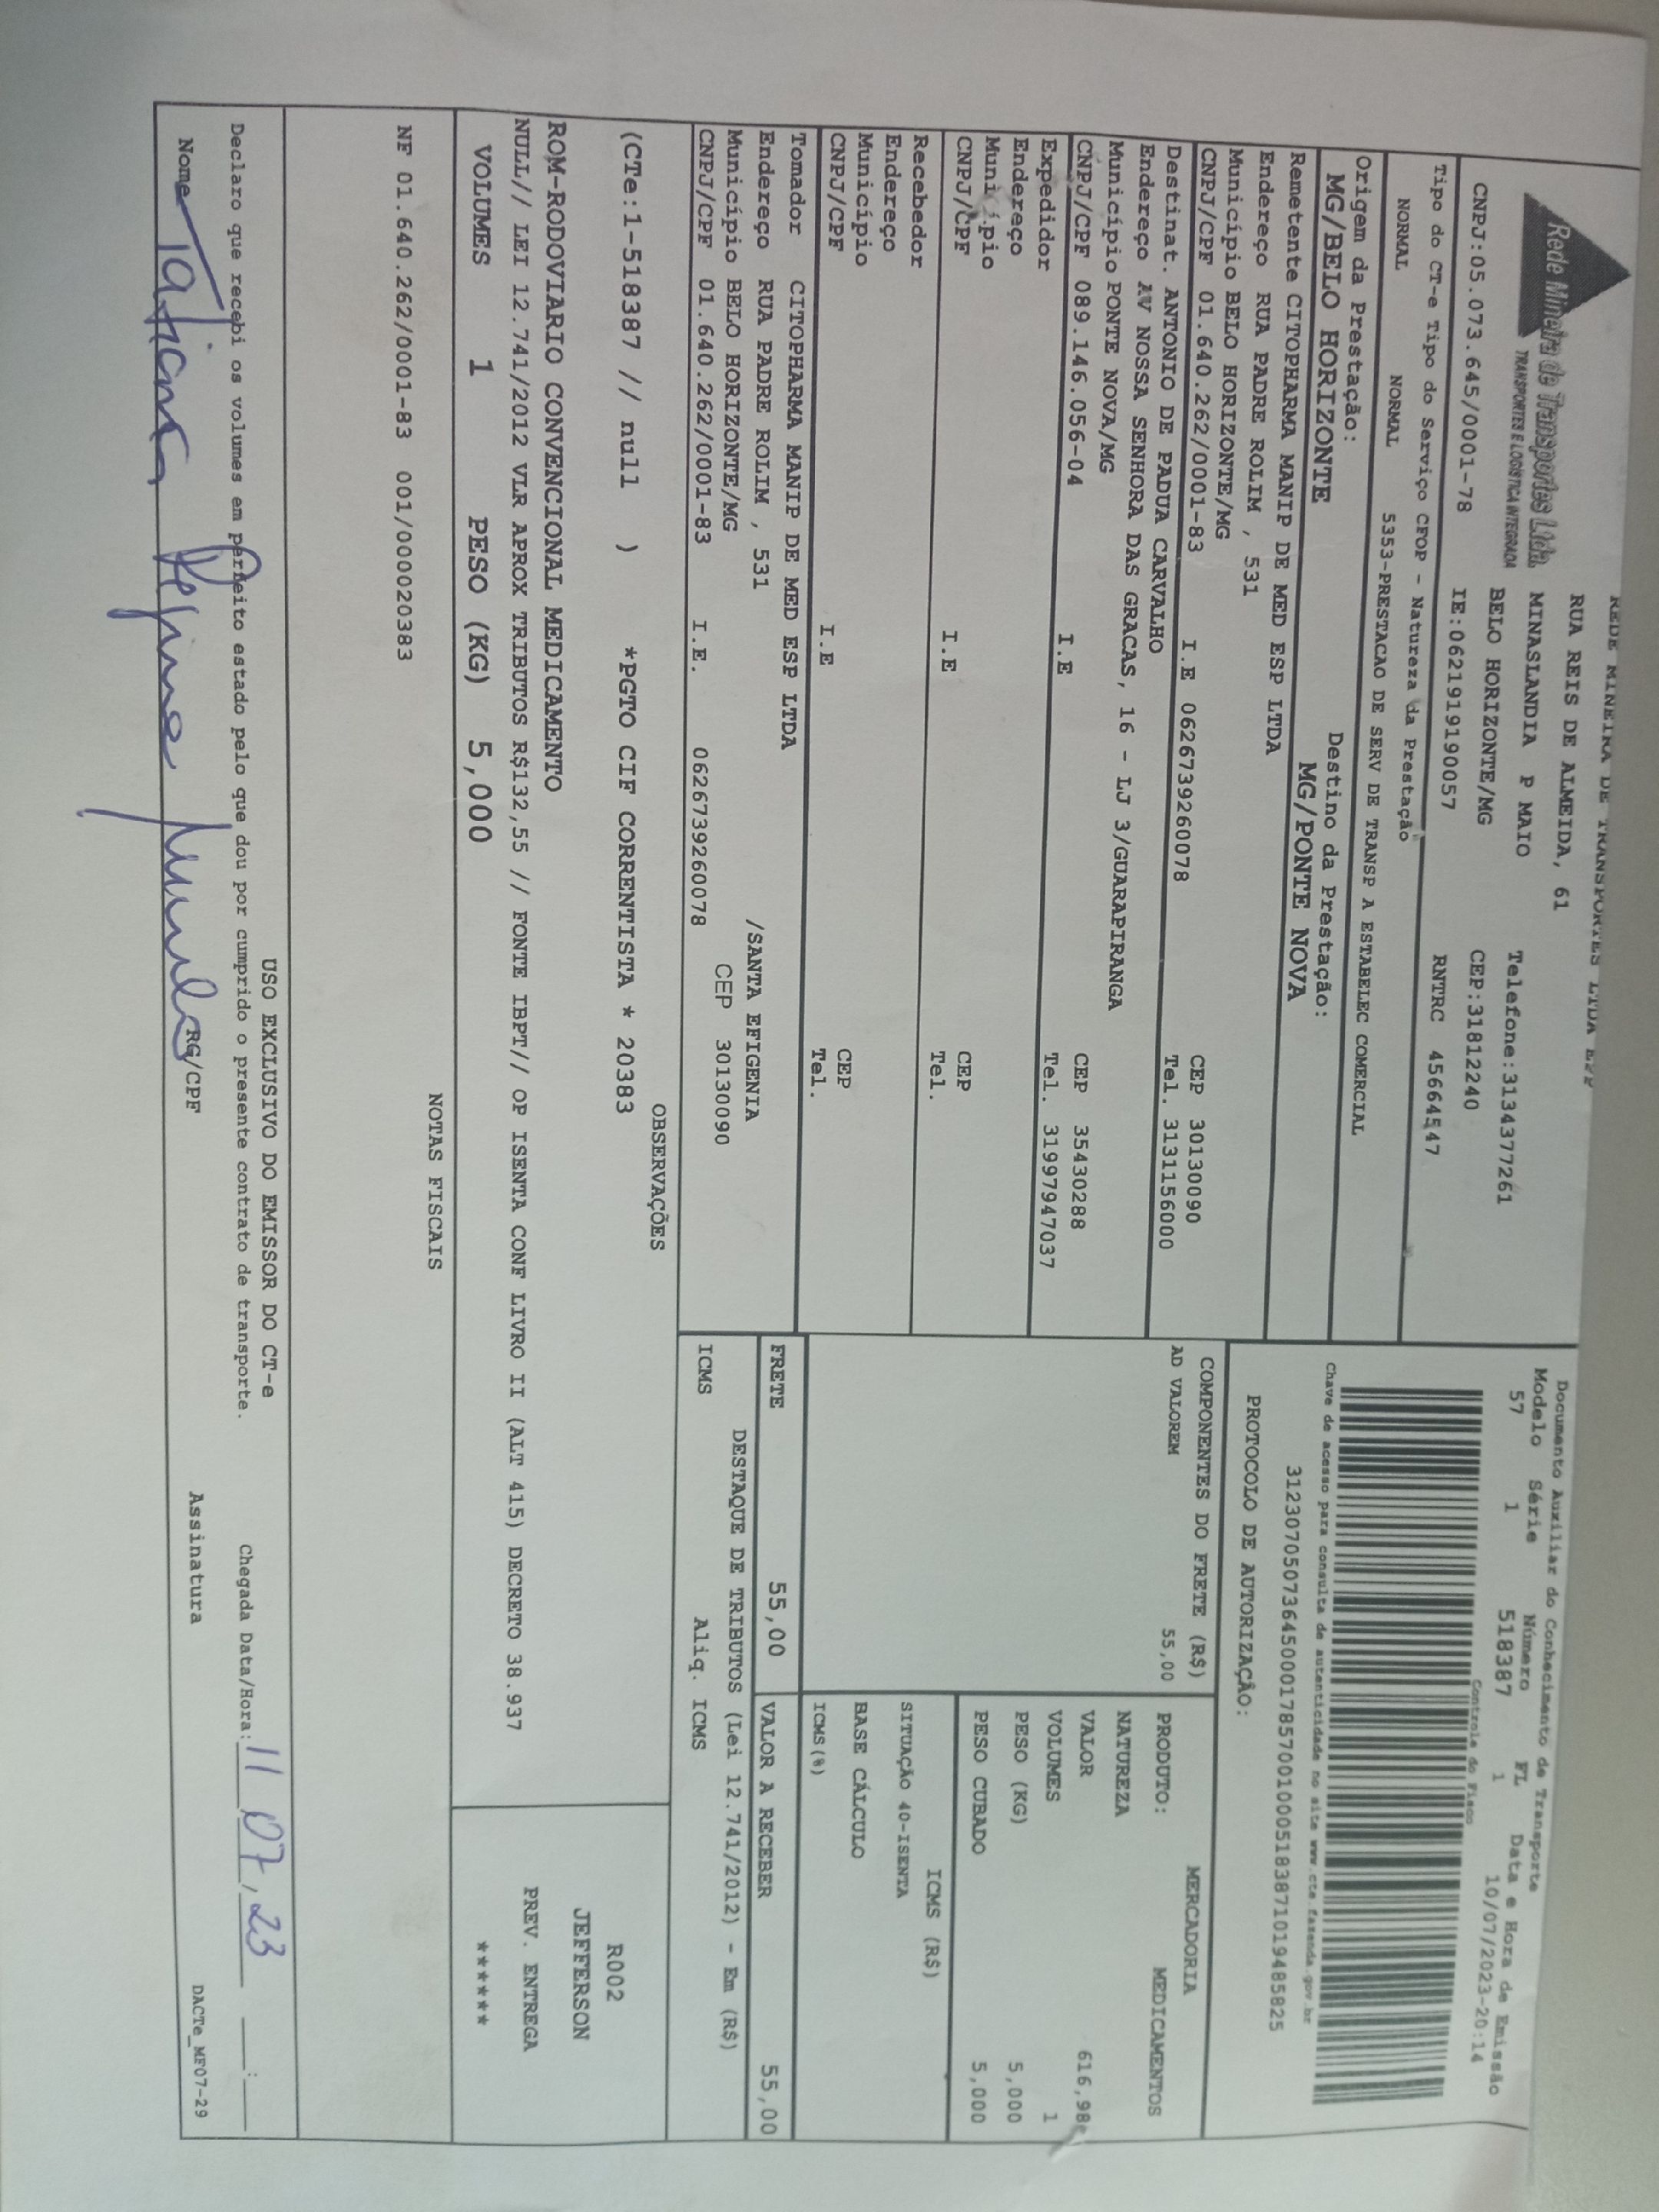 Rede Mineira de Transportes Ltda.
TRANSPORTES E LOGISTICA INTEGRADA
REDE MINEIRA DE TRANSPORTES LTDA EPP
RUA REIS DE ALMEIDA, 61
MINASLANDIA P MAIO
BELO HORIZONTE/MG
Telefone:3134377261
CEP:31812240
CNPJ:05.073.645/0001-78 IE:0621919190057 RNTRC 45664547
Tipo do CT-e Tipo do Serviço CFOP - Natureza da Prestação
NORMAL NORMAL 5353-PRESTACAO DE SERV DE TRANSP A ESTABELEC COMERCIAL
Origem da Prestação: Destino da Prestação:
MG/BELO HORIZONTE MG/PONTE NOVA
Remetente CITOPHARMA MANIP DE MED ESP LTDA
Endereço RUA PADRE ROLIM , 531
Município BELO HORIZONTE/MG CEP 30130090
CNPJ/CPF 01.640.262/0001-83 I.E 0626739260078 Tel. 3131156000
Destinat. ANTONIO DE PADUA CARVALHO
Endereço AV NOSSA SENHORA DAS GRACAS, 16 - LJ 3/GUARAPIRANGA
Município PONTE NOVA/MG CEP 35430288
CNPJ/CPF 089.146.056-04 I.E Tel. 31997947037
Expedidor
Endereço
Município CEP
CNPJ/CPF I.E Tel.
Recebedor
Endereço
Município CEP
CNPJ/CPF I.E Tel.
Tomador CITOPHARMA MANIP DE MED ESP LTDA
Endereço RUA PADRE ROLIM , 531 /SANTA EFIGENIA
Município BELO HORIZONTE/MG CEP 30130090
CNPJ/CPF 01.640.262/0001-83 I.E. 0626739260078
Documento Auxiliar do Conhecimento de Transporte
Modelo Série Número FL Data e Hora de Emissão
57 1 518387 1 10/07/2023-20:14
Controle do Fisco
Chave de acesso para consulta de autenticidade no site www.cte.fazenda.gov.br
31230705073645000178570010005183871019485825
PROTOCOLO DE AUTORIZAÇÃO:
COMPONENTES DO FRETE (R$)
AD VALOREM 55,00
MERCADORIA
PRODUTO: MEDICAMENTOS
NATUREZA
VALOR 616,98
VOLUMES 1
PESO (KG) 5,000
PESO CUBADO 5,000
ICMS (R$)
SITUAÇÃO 40-ISENTA
BASE CÁLCULO
ICMS(%)
FRETE 55,00 VALOR A RECEBER 55,00
DESTAQUE DE TRIBUTOS (Lei 12.741/2012) - Em (R$)
ICMS Aliq. ICMS
OBSERVAÇÕES
(CTe:1-518387 // null ) *PGTO CIF CORRENTISTA * 20383
ROM-RODOVIARIO CONVENCIONAL MEDICAMENTO
NULL// LEI 12.741/2012 VLR APROX TRIBUTOS R$132,55 // FONTE IBPT// OP ISENTA CONF LIVRO II (ALT 415) DECRETO 38.937
VOLUMES 1 PESO (KG) 5,000
R002
JEFFERSON
PREV. ENTREGA
******
NOTAS FISCAIS
NF 01.640.262/0001-83 001/000020383
USO EXCLUSIVO DO EMISSOR DO CT-e
Declaro que recebi os volumes em perfeito estado pelo que dou por cumprido o presente contrato de transporte. Chegada Data/Hora: 11 07, 23 :
Nome Tatiana Regina RG/CPF Assinatura
DACTe_MF07-29